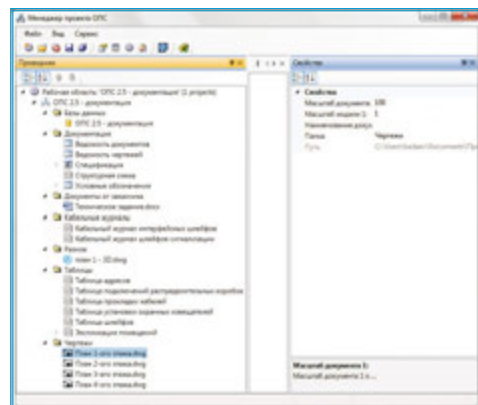 Менеджер проекта ОПС
Файл Вид Сервис
Проводник
Рабочая область 'ОПС 2.5 - документация' (1 projects)
ОПС 2.5 - документация
Базы данных
ОПС 2.5 - документация
Документация
Ведомость документов
Ведомость чертежей
Спецификация
Структурная схема
Условные обозначения
Документы от заказчика
Техническое задание.docx
Кабельные журналы
Кабельный журнал интерфейсных шлейфов
Кабельный журнал шлейфов сигнализации
Разное
план 1 - 3D.dwg
Таблицы
Таблица адресов
Таблица подключений распределительных коробок
Таблица прокладки кабелей
Таблица установки охранных извещателей
Таблица шлейфов
Экспликация помещений
Чертежи
План 1-ого этажа.dwg
План 2-ого этажа.dwg
План 3-ого этажа.dwg
План 4-ого этажа.dwg
Свойства
Свойства
Масштаб документа 100
Масштаб модели 1: 1
Наименование докум
Папка Чертежи
Путь
Масштаб документа 1:
Масштаб документа 1 к ...